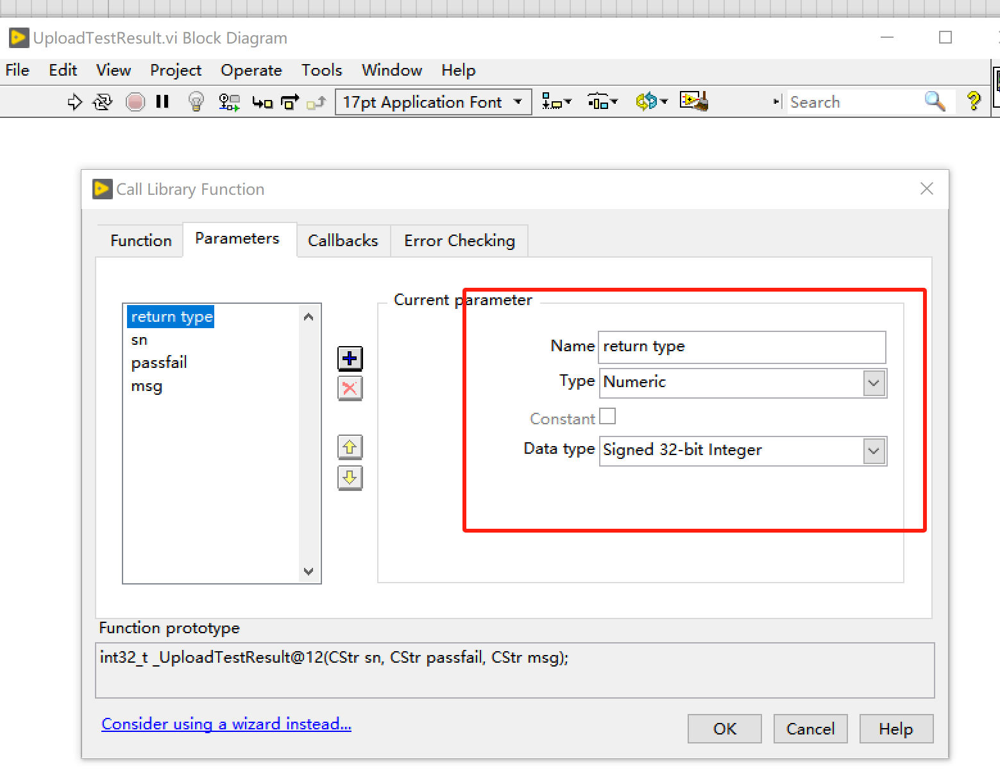 UploadTestResult.vi Block Diagram
File Edit View Project Operate Tools Window Help
17pt Application Font
Search
Call Library Function
Function Parameters Callbacks Error Checking
return type
sn
passfail
msg
Current parameter
Name return type
Type Numeric
Constant
Data type Signed 32-bit Integer
Function prototype
int32_t _UploadTestResult@12(CStr sn, CStr passfail, CStr msg);
Consider using a wizard instead...
OK Cancel Help